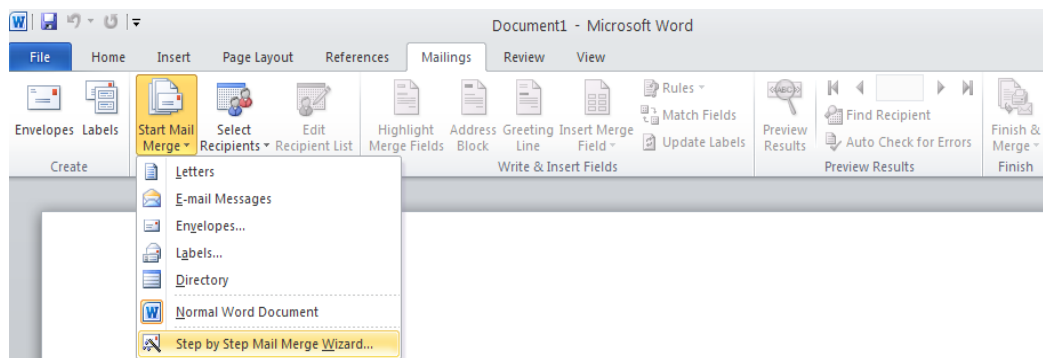 Document1 - Microsoft Word
File Home Insert Page Layout References Mailings Review View
Envelopes Labels
Start Mail Merge
Select Recipients
Edit Recipient List
Highlight Merge Fields
Address Block
Greeting Line
Insert Merge Field
Rules
Match Fields
Update Labels
Preview Results
Find Recipient
Auto Check for Errors
Finish & Merge
Create
Write & Insert Fields
Preview Results
Finish
Letters
E-mail Messages
Envelopes...
Labels...
Directory
Normal Word Document
Step by Step Mail Merge Wizard...